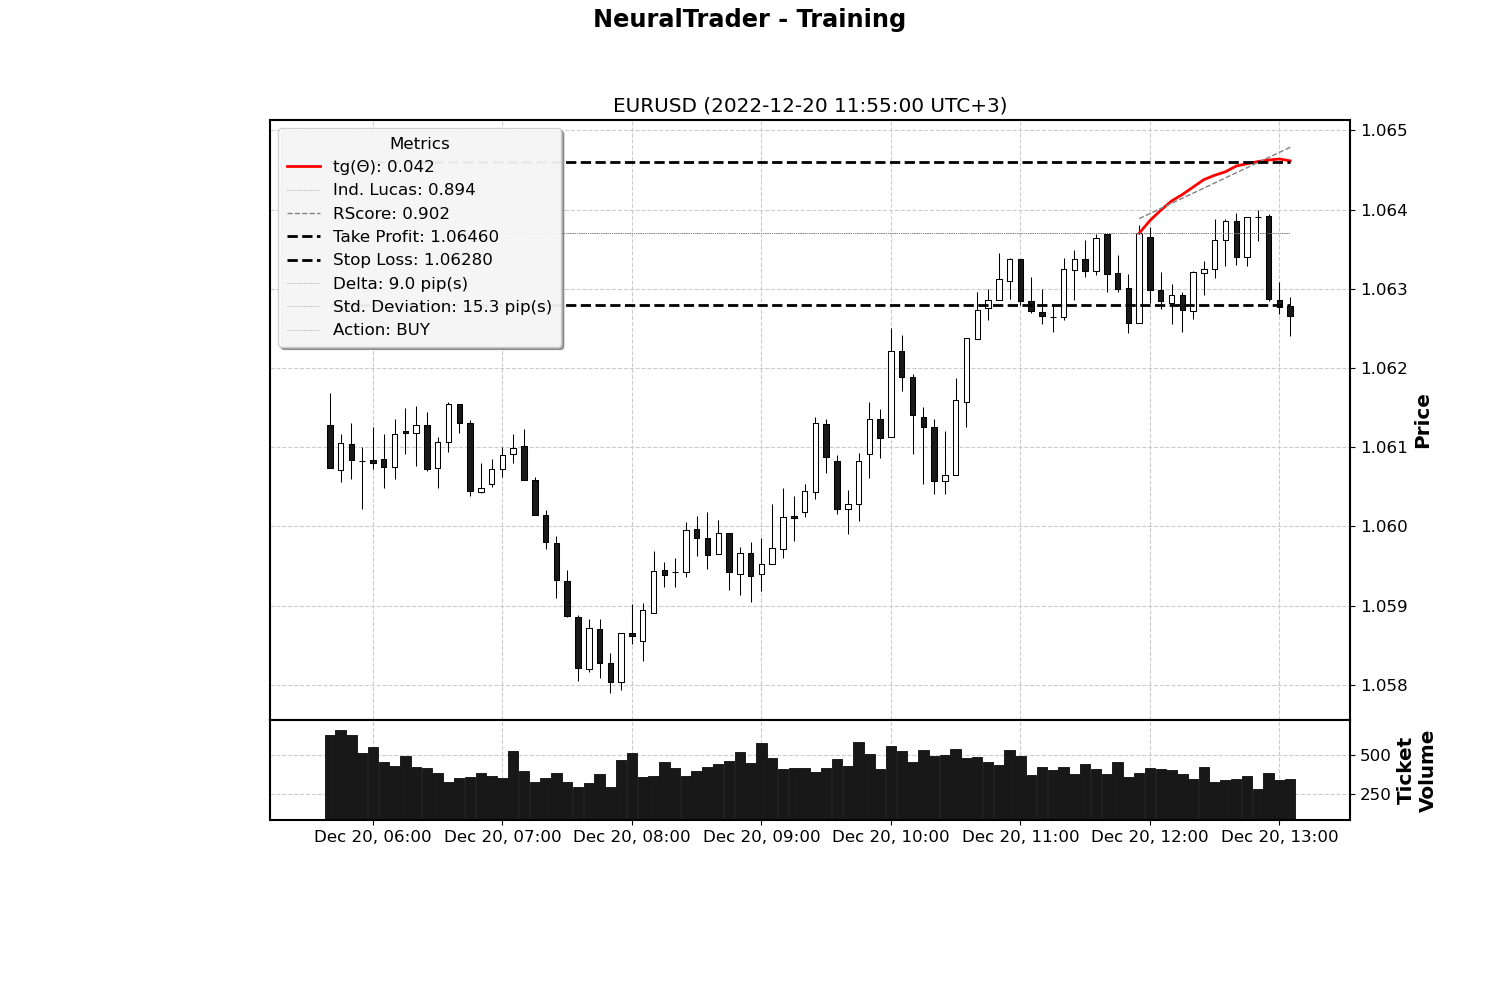 NeuralTrader - Training
EURUSD (2022-12-20 11:55:00 UTC+3)
Metrics
tg(Θ): 0.042
Ind. Lucas: 0.894
RScore: 0.902
Take Profit: 1.06460
Stop Loss: 1.06280
Delta: 9.0 pip(s)
Std. Deviation: 15.3 pip(s)
Action: BUY
1.065
1.064
1.063
1.062
1.061
1.060
1.059
1.058
Price
500
250
Ticket
Volume
Dec 20, 06:00 Dec 20, 07:00 Dec 20, 08:00 Dec 20, 09:00 Dec 20, 10:00 Dec 20, 11:00 Dec 20, 12:00 Dec 20, 13:00